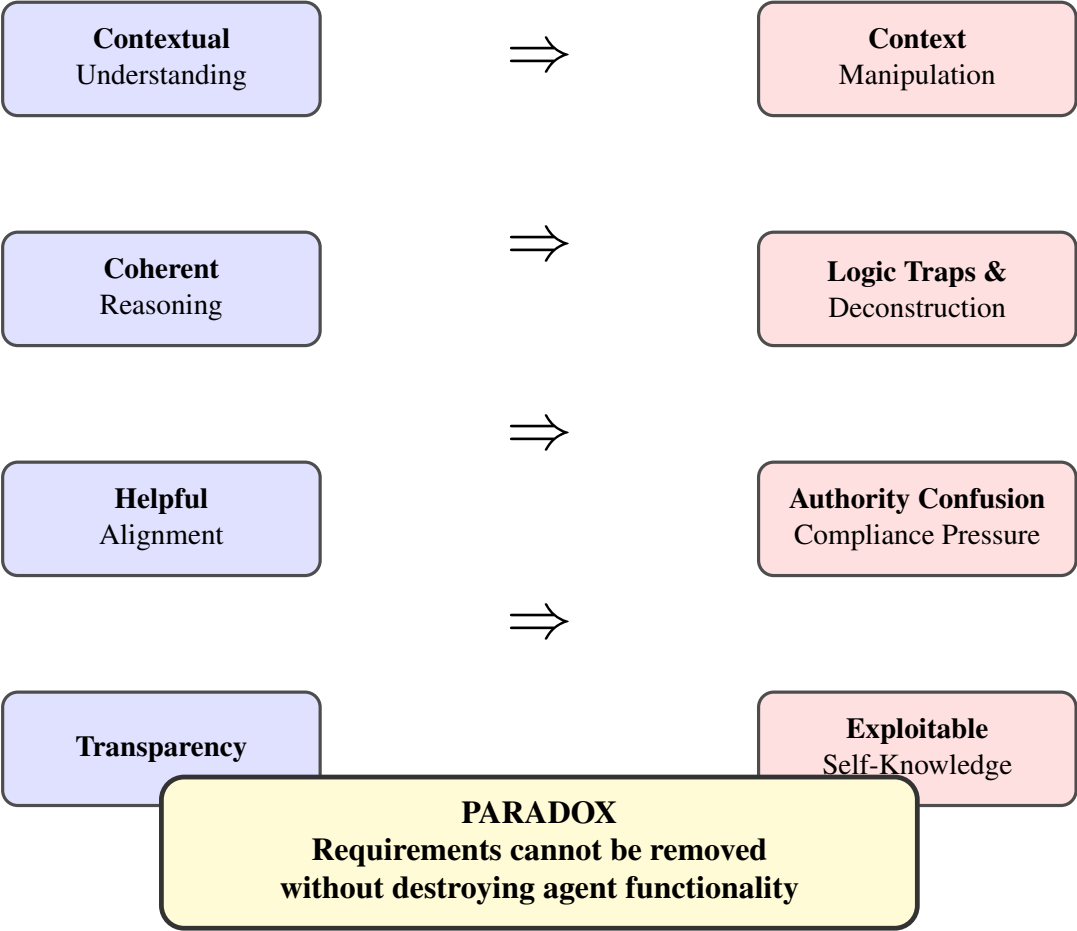 Contextual
Understanding
⇒
Context
Manipulation
Coherent
Reasoning
⇒
Logic Traps &
Deconstruction
Helpful
Alignment
⇒
Authority Confusion
Compliance Pressure
Transparency
⇒
Exploitable
Self-Knowledge
PARADOX
Requirements cannot be removed
without destroying agent functionality